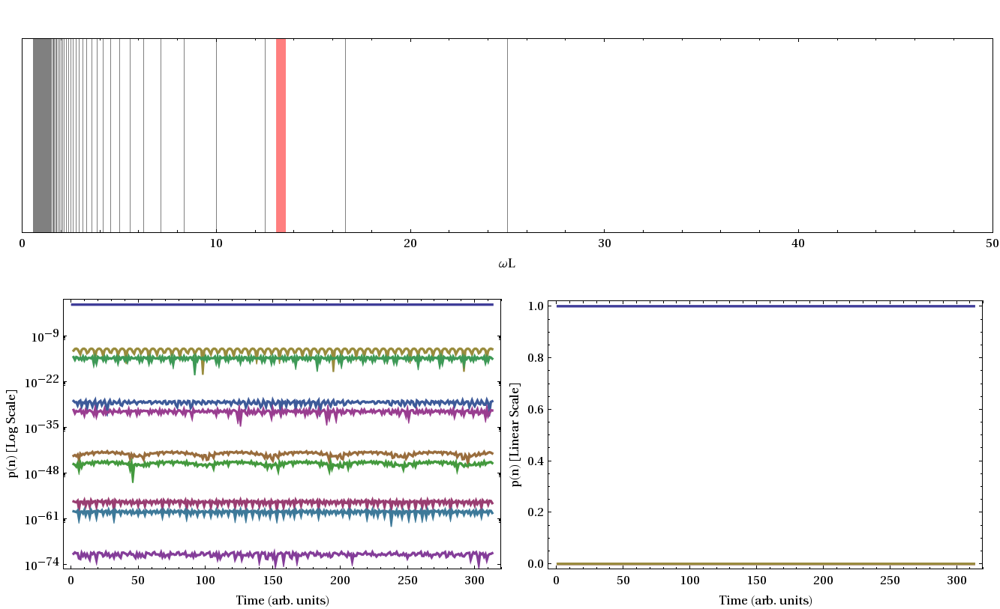 0 10 20 30 40 50
ωL
p(n) [Log Scale]
10−9
10−22
10−35
10−48
10−61
10−74
0 50 100 150 200 250 300
Time (arb. units)
p(n) [Linear Scale]
1.0
0.8
0.6
0.4
0.2
0.0
0 50 100 150 200 250 300
Time (arb. units)